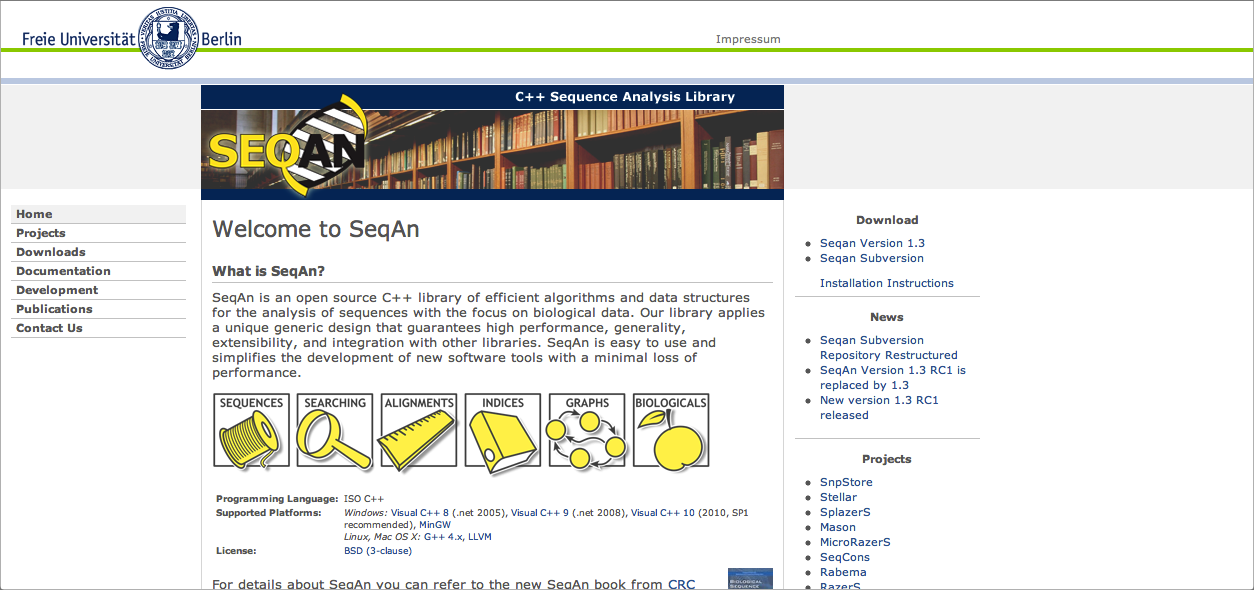 Freie Universität Berlin
Impressum
C++ Sequence Analysis Library
SEQAN
Home
Projects
Downloads
Documentation
Development
Publications
Contact Us
Welcome to SeqAn
What is SeqAn?
SeqAn is an open source C++ library of efficient algorithms and data structures
for the analysis of sequences with the focus on biological data. Our library applies
a unique generic design that guarantees high performance, generality,
extensibility, and integration with other libraries. SeqAn is easy to use and
simplifies the development of new software tools with a minimal loss of
performance.
SEQUENCES SEARCHING ALIGNMENTS INDICES GRAPHS BIOLOGICALS
Programming Language: ISO C++
Supported Platforms: Windows: Visual C++ 8 (.net 2005), Visual C++ 9 (.net 2008), Visual C++ 10 (2010, SP1
recommended), MinGW
Linux, Mac OS X: G++ 4.x, LLVM
License: BSD (3-clause)
For details about SeqAn you can refer to the new SeqAn book from CRC
BIOLOGICAL
SEQUENCE
Download
Seqan Version 1.3
Seqan Subversion
Installation Instructions
News
Seqan Subversion
Repository Restructured
SeqAn Version 1.3 RC1 is
replaced by 1.3
New version 1.3 RC1
released
Projects
SnpStore
Stellar
SplazerS
Mason
MicroRazerS
SeqCons
Rabema
RazerS